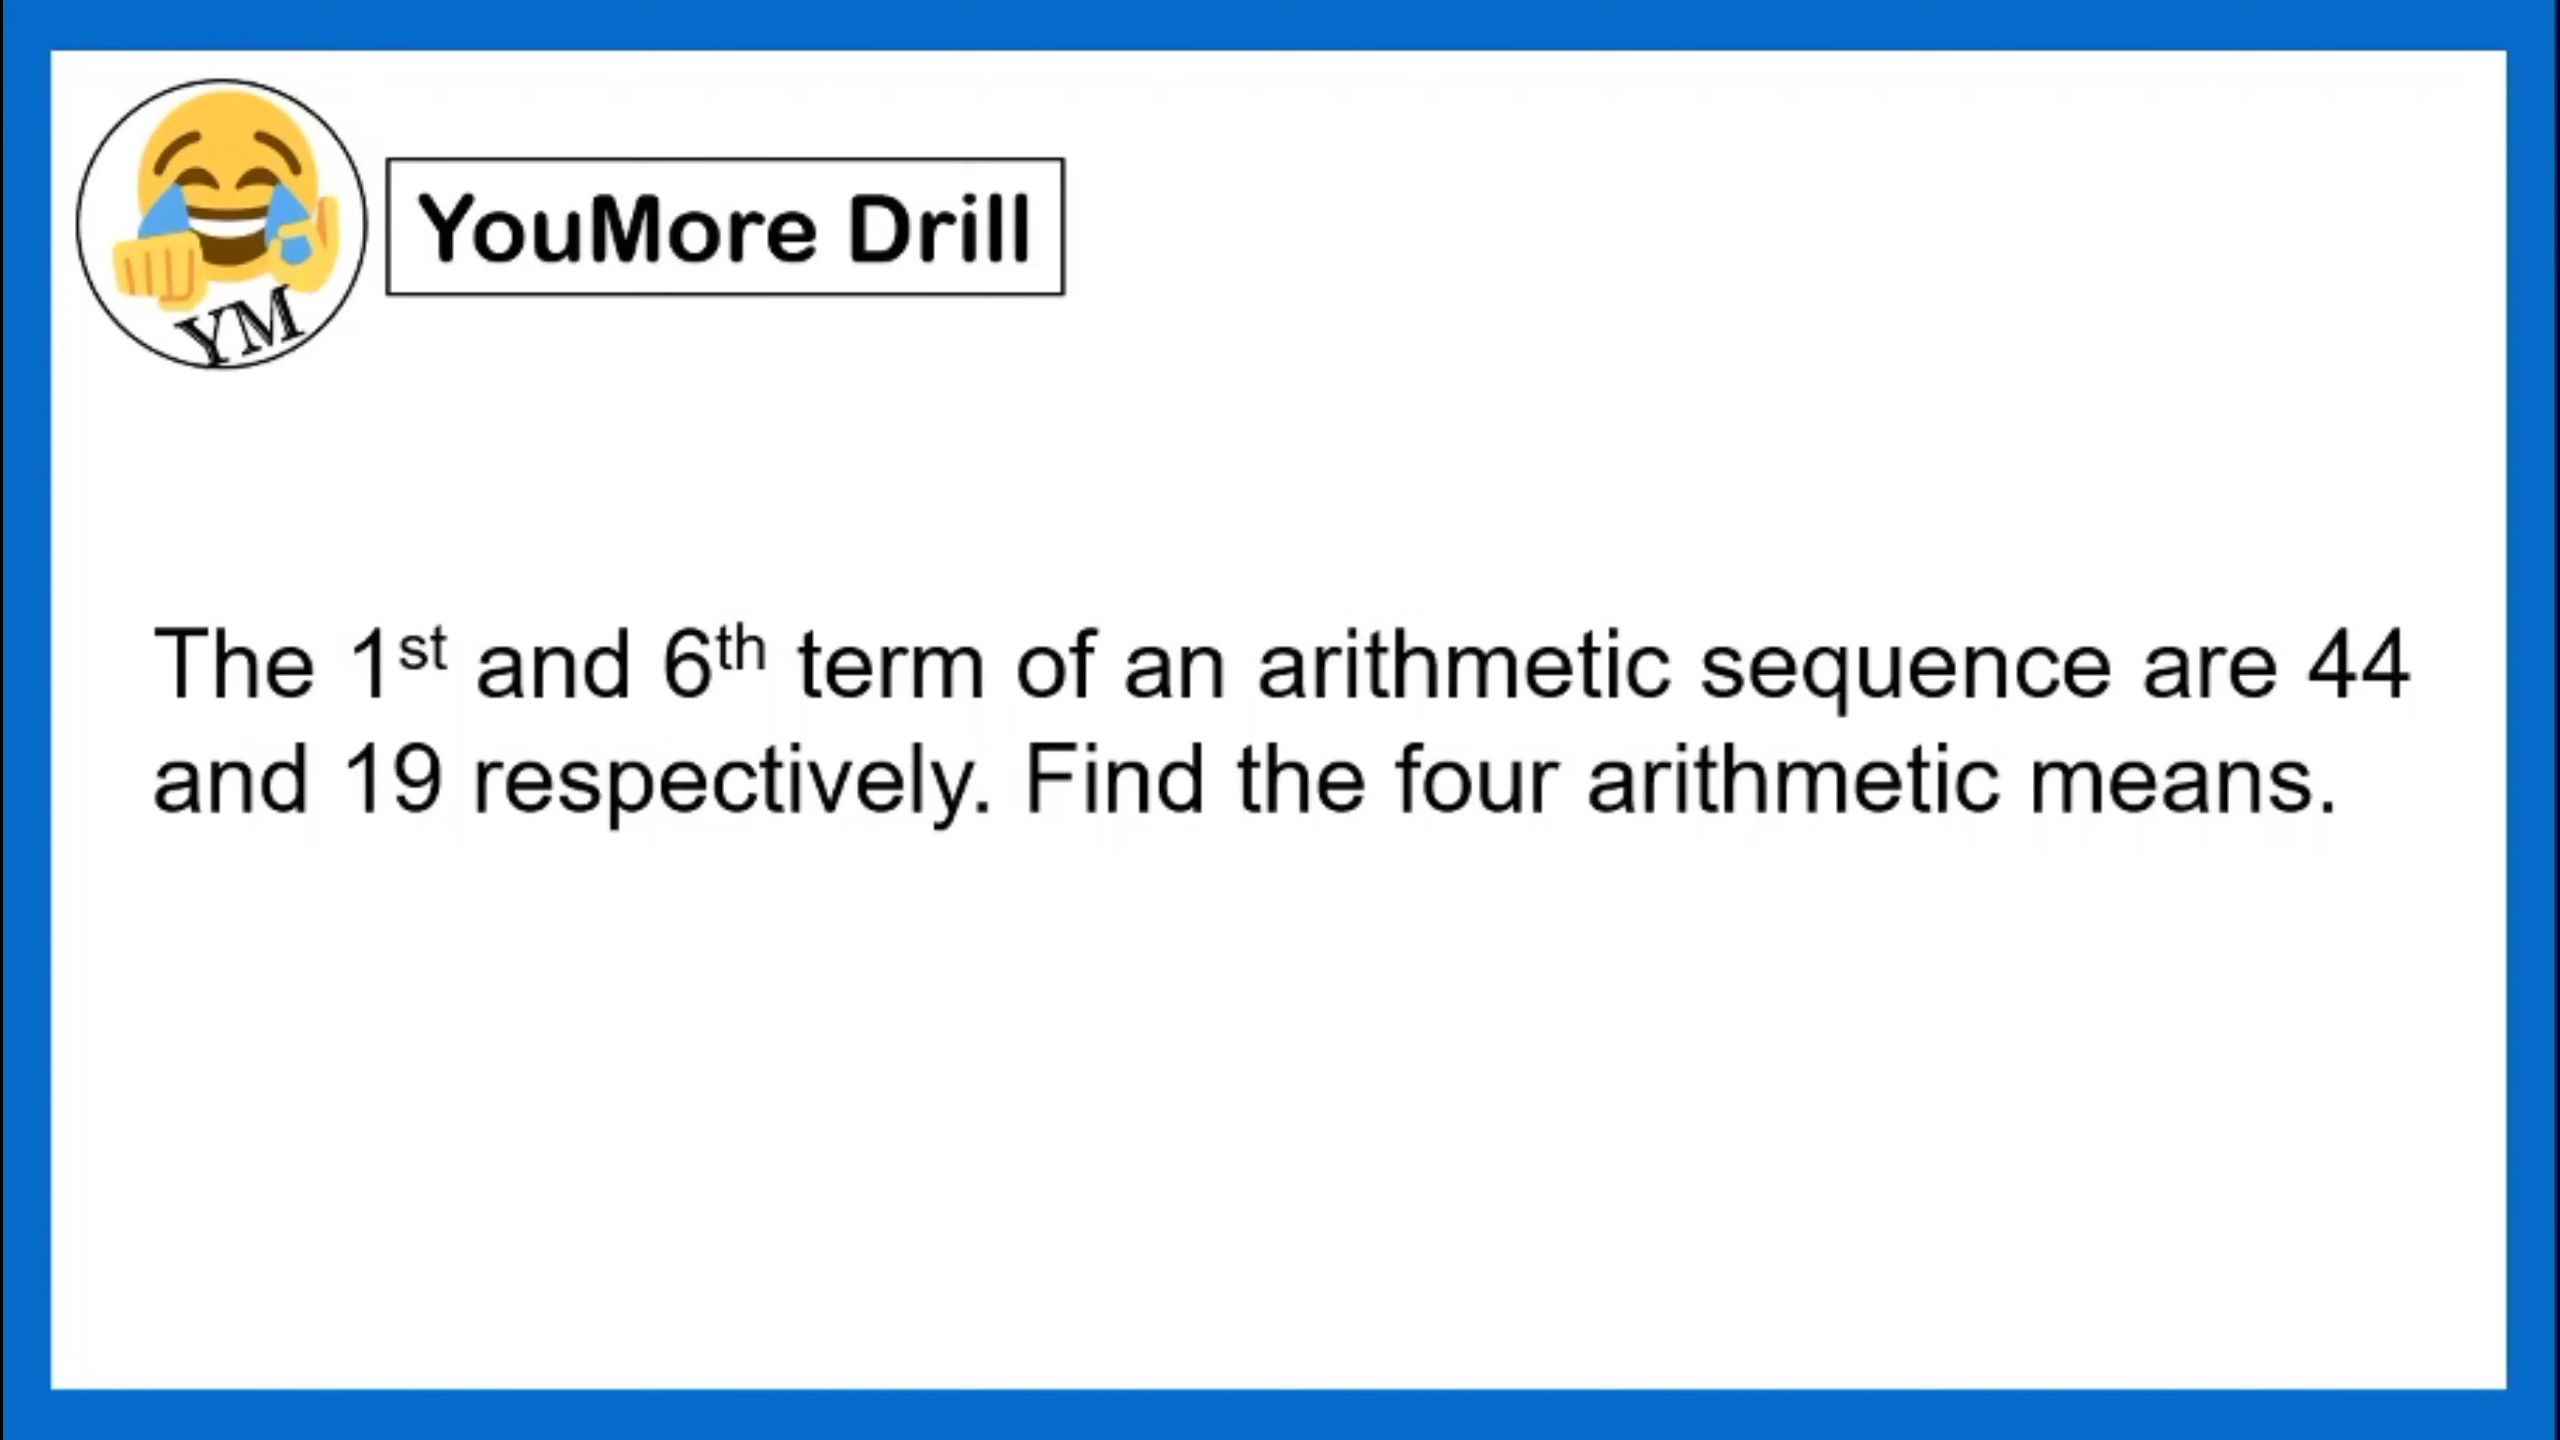 YM
YouMore Drill
The 1st and 6th term of an arithmetic sequence are 44
and 19 respectively. Find the four arithmetic means.